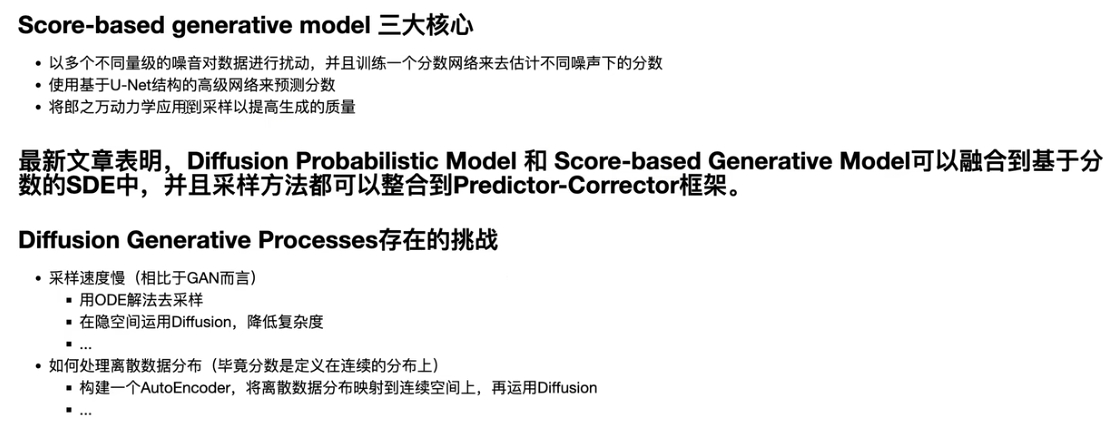 Score-based generative model 三大核心
• 以多个不同量级的噪音对数据进行扰动，并且训练一个分数网络来去估计不同噪声下的分数
• 使用基于U-Net结构的高级网络来预测分数
• 将郎之万动力学应用到采样以提高生成的质量
最新文章表明，Diffusion Probabilistic Model 和 Score-based Generative Model可以融合到基于分
数的SDE中，并且采样方法都可以整合到Predictor-Corrector框架。
Diffusion Generative Processes存在的挑战
• 采样速度慢（相比于GAN而言）
▪ 用ODE解法去采样
▪ 在隐空间运用Diffusion，降低复杂度
▪ ...
• 如何处理离散数据分布（毕竟分数是定义在连续的分布上）
▪ 构建一个AutoEncoder，将离散数据分布映射到连续空间上，再运用Diffusion
▪ ...